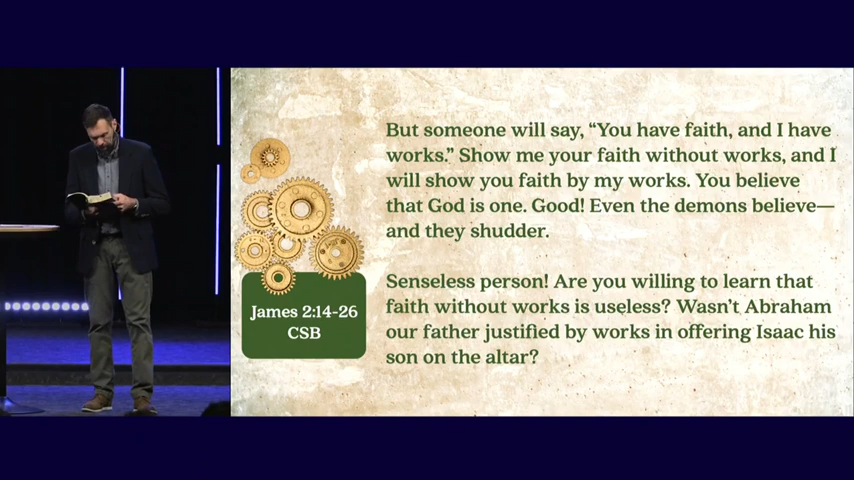 But someone will say, “You have faith, and I have
works.” Show me your faith without works, and I
will show you faith by my works. You believe
that God is one. Good! Even the demons believe—
and they shudder.
Senseless person! Are you willing to learn that
faith without works is useless? Wasn’t Abraham
our father justified by works in offering Isaac his
son on the altar?
James 2:14-26
CSB